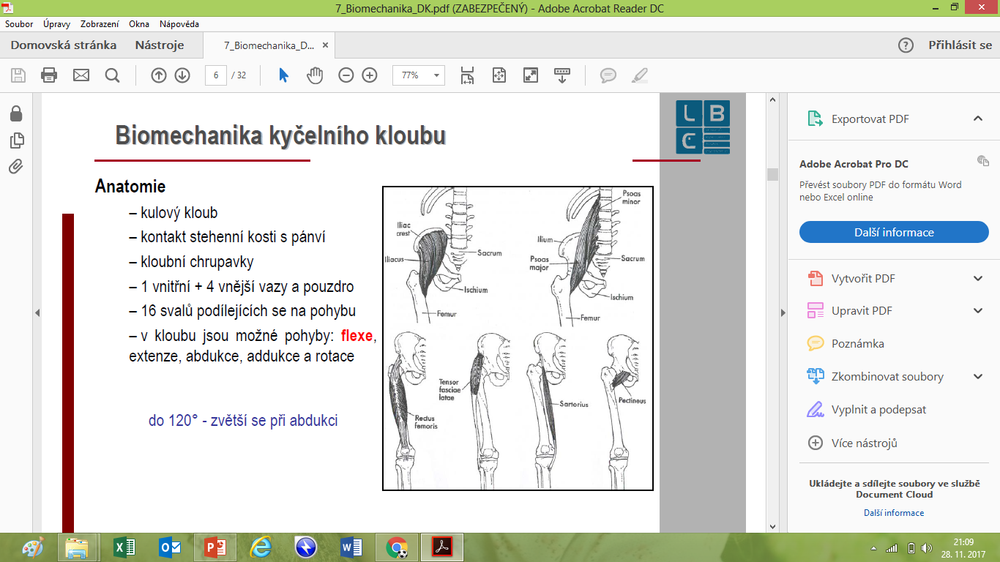 7_Biomechanika_DK.pdf (ZABEZPEČENÝ) - Adobe Acrobat Reader DC
Soubor Úpravy Zobrazení Okna Nápověda
Domovská stránka Nástroje 7_Biomechanika_D... × ? Přihlásit se
6 / 32 77%
Biomechanika kyčelního kloubu
L B C
Anatomie
– kulový kloub
– kontakt stehenní kosti s pánví
– kloubní chrupavky
– 1 vnitřní + 4 vnější vazy a pouzdro
– 16 svalů podílejících se na pohybu
– v kloubu jsou možné pohyby: flexe,
extenze, abdukce, addukce a rotace
do 120° - zvětší se při abdukci
Iliac
crest
Iliacus
Sacrum
Ischium
Femur
Psoas
minor
Ilium
Psoas
major
Sacrum
Ischium
Femur
Rectus
femoris
Tensor
fasciae
latae
Sartorius
Pectineus
Exportovat PDF
Adobe Acrobat Pro DC
Převést soubory PDF do formátu Word
nebo Excel online
Další informace
Vytvořit PDF
Upravit PDF
Poznámka
Zkombinovat soubory
Vyplnit a podepsat
Více nástrojů
Ukládejte a sdílejte soubory ve službě
Document Cloud
Další informace
21:09
28. 11. 2017